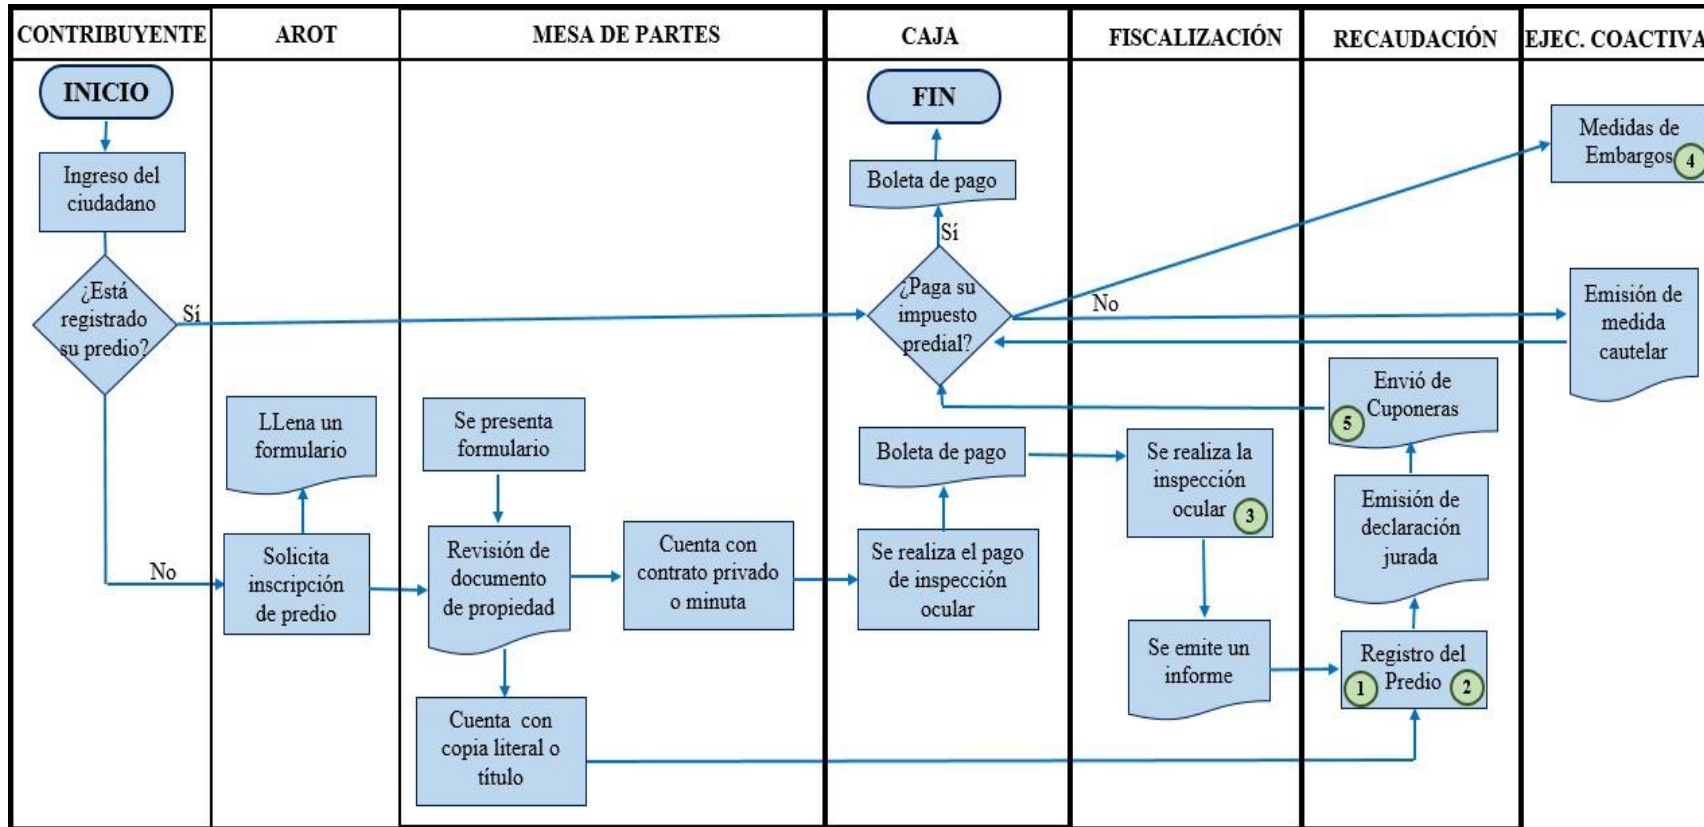 CONTRIBUYENTE
AROT
MESA DE PARTES
CAJA
FISCALIZACIÓN
RECAUDACIÓN
EJEC. COACTIVA
INICIO
Ingreso del
ciudadano
¿Está
registrado
su predio?
Sí
No
LLena un
formulario
Solicita
inscripción
de predio
Se presenta
formulario
Revisión de
documento
de propiedad
Cuenta con
contrato privado
o minuta
Cuenta con
copia literal o
título
FIN
Boleta de pago
Sí
¿Paga su
impuesto
predial?
No
Boleta de pago
Se realiza el pago
de inspección
ocular
Se realiza la
inspección
ocular
3
Se emite un
informe
Envió de
Cuponeras
5
Emisión de
declaración
jurada
Registro del
Predio
1
2
Medidas de
Embargos
4
Emisión de
medida
cautelar